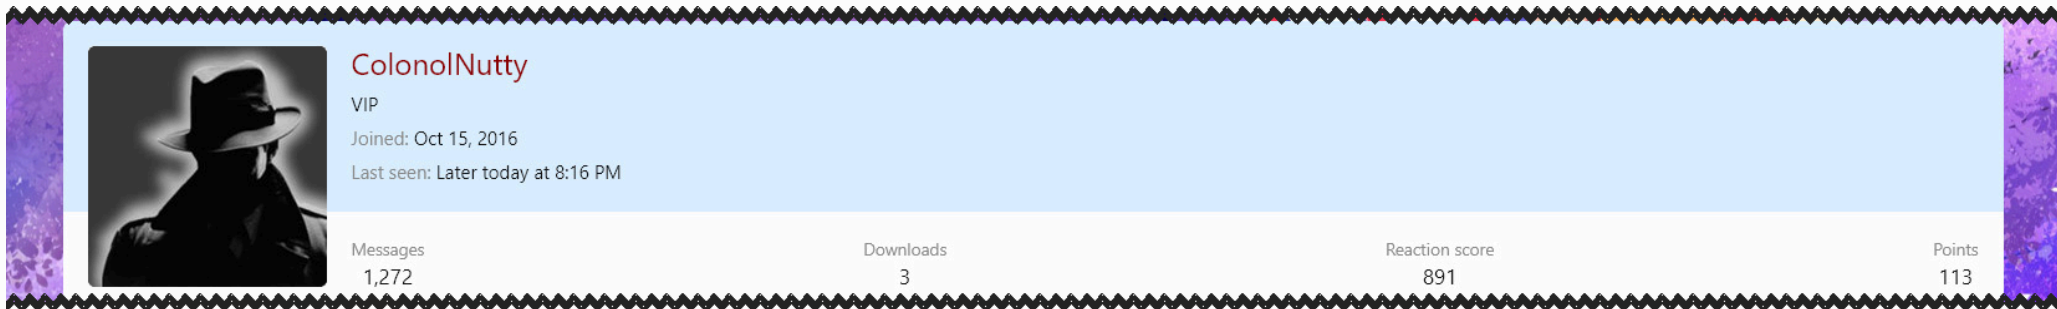 ColonolNutty
VIP
Joined: Oct 15, 2016
Last seen: Later today at 8:16 PM
Messages
1,272
Downloads
3
Reaction score
891
Points
113